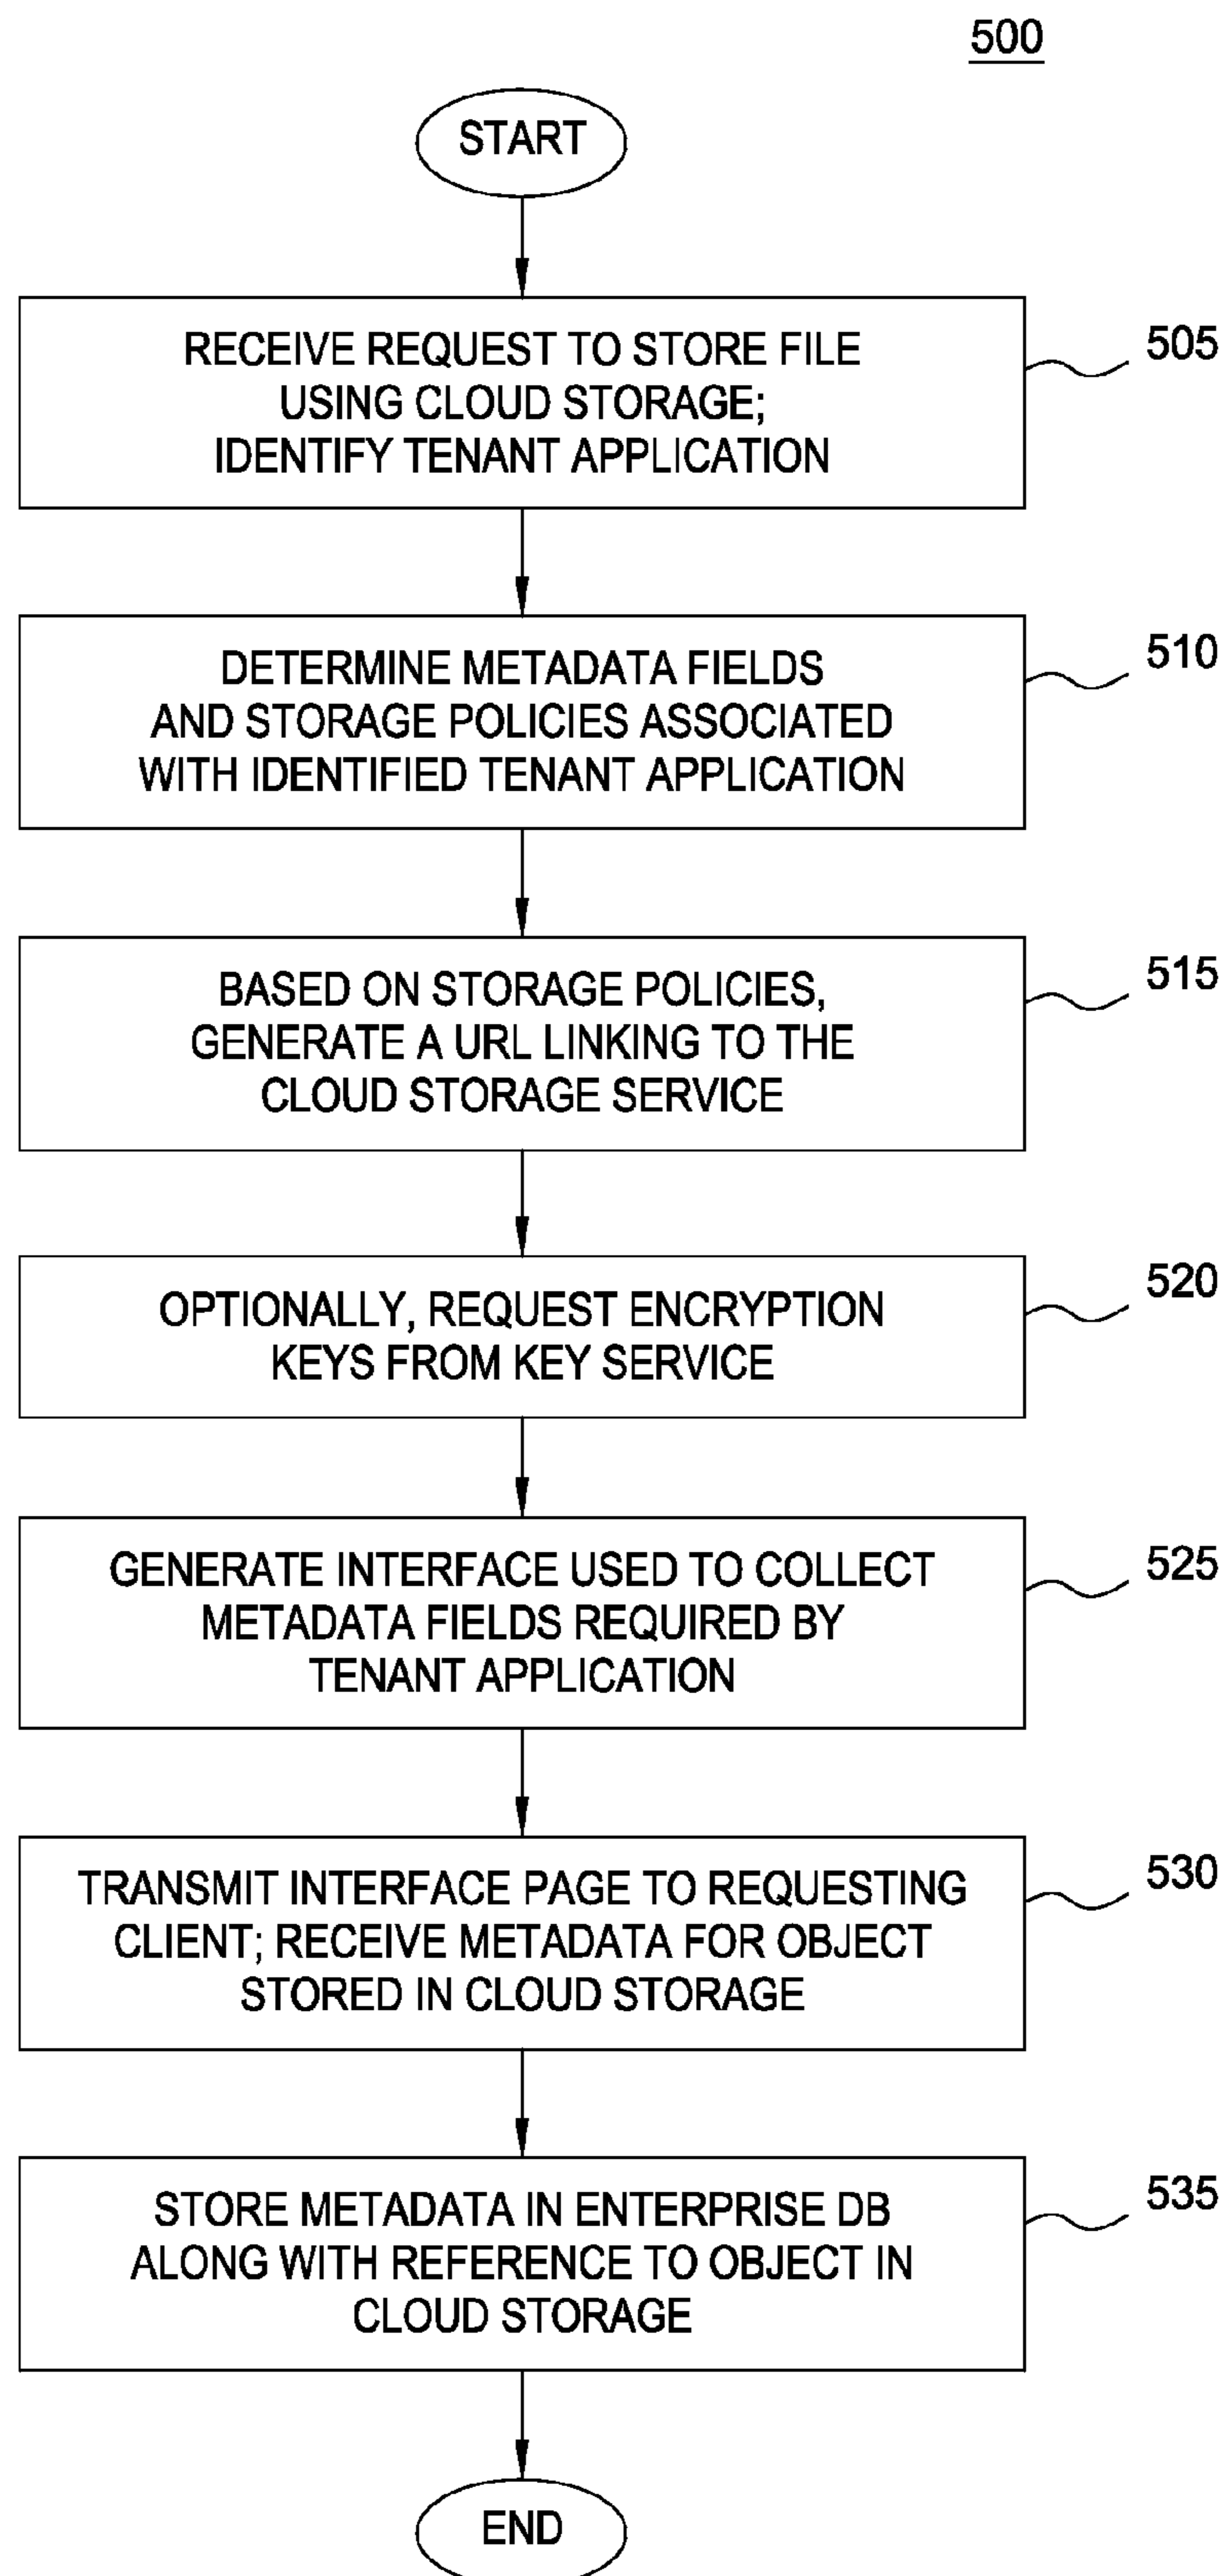 500
START
RECEIVE REQUEST TO STORE FILE
USING CLOUD STORAGE;
IDENTIFY TENANT APPLICATION
505
DETERMINE METADATA FIELDS
AND STORAGE POLICIES ASSOCIATED
WITH IDENTIFIED TENANT APPLICATION
510
BASED ON STORAGE POLICIES,
GENERATE A URL LINKING TO THE
CLOUD STORAGE SERVICE
515
OPTIONALLY, REQUEST ENCRYPTION
KEYS FROM KEY SERVICE
520
GENERATE INTERFACE USED TO COLLECT
METADATA FIELDS REQUIRED BY
TENANT APPLICATION
525
TRANSMIT INTERFACE PAGE TO REQUESTING
CLIENT; RECEIVE METADATA FOR OBJECT
STORED IN CLOUD STORAGE
530
STORE METADATA IN ENTERPRISE DB
ALONG WITH REFERENCE TO OBJECT IN
CLOUD STORAGE
535
END